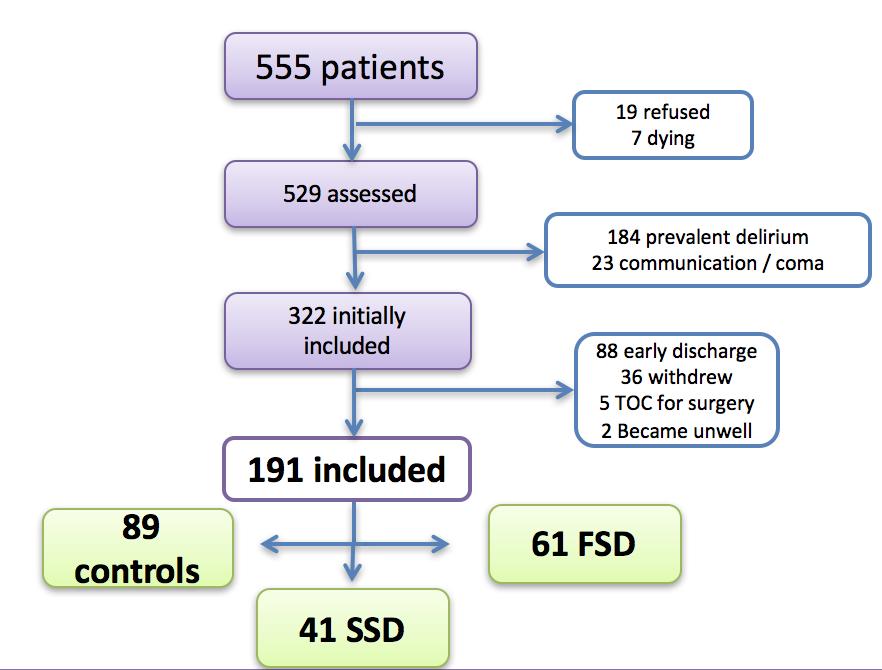 555 patients
19 refused
7 dying
529 assessed
184 prevalent delirium
23 communication / coma
322 initially
included
88 early discharge
36 withdrew
5 TOC for surgery
2 Became unwell
191 included
89
controls
61 FSD
41 SSD